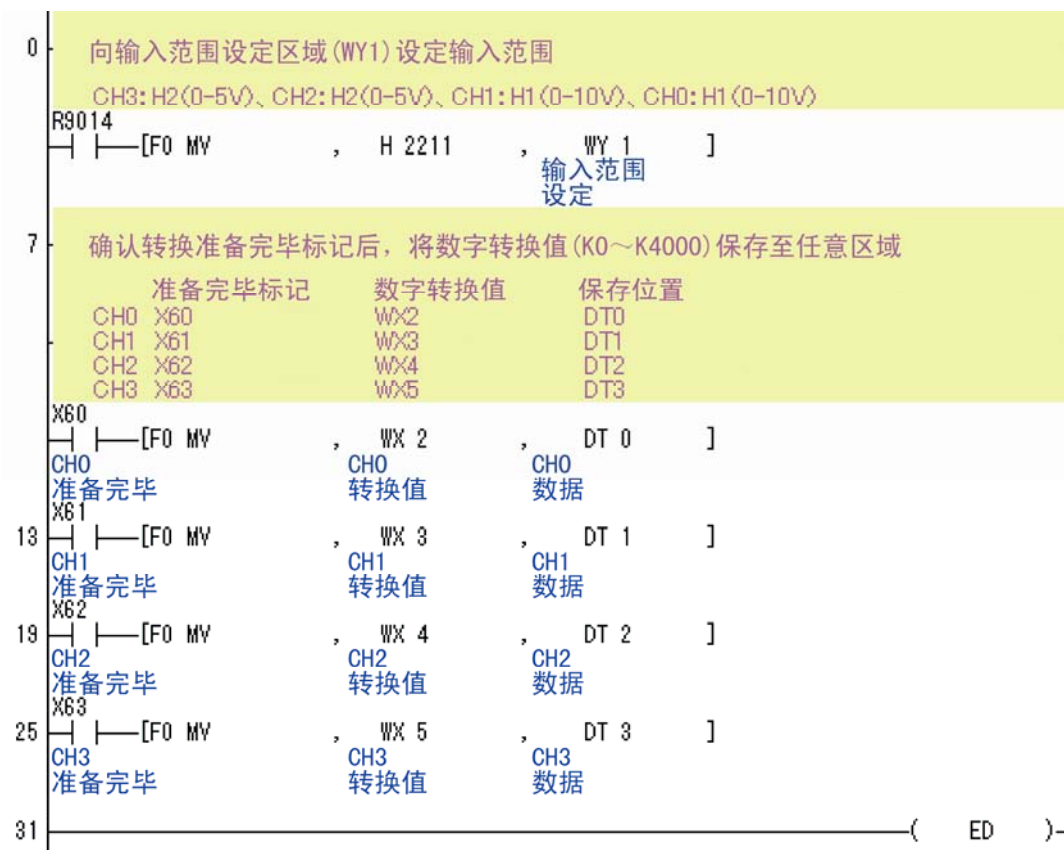 0 向输入范围设定区域(WY1)设定输入范围
CH3:H2(0-5V)、CH2:H2(0-5V)、CH1:H1(0-10V)、CH0:H1(0-10V)
R9014
[F0 MV , H 2211 , WY 1 ]
输入范围
设定
7 确认转换准备完毕标记后，将数字转换值(K0～K4000)保存至任意区域
准备完毕标记 数字转换值 保存位置
CH0 X60 WX2 DT0
CH1 X61 WX3 DT1
CH2 X62 WX4 DT2
CH3 X63 WX5 DT3
X60
[F0 MV , WX 2 , DT 0 ]
CH0 CH0 CH0
准备完毕 转换值 数据
X61
13 [F0 MV , WX 3 , DT 1 ]
CH1 CH1 CH1
准备完毕 转换值 数据
X62
19 [F0 MV , WX 4 , DT 2 ]
CH2 CH2 CH2
准备完毕 转换值 数据
X63
25 [F0 MV , WX 5 , DT 3 ]
CH3 CH3 CH3
准备完毕 转换值 数据
31 ( ED )